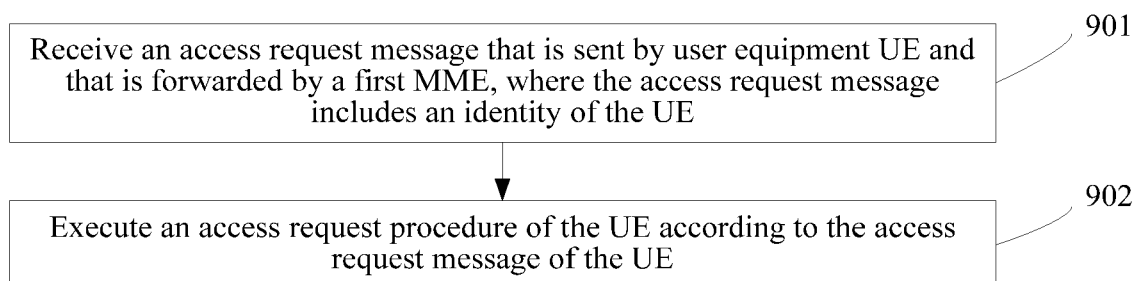 901
Receive an access request message that is sent by user equipment UE and
that is forwarded by a first MME, where the access request message
includes an identity of the UE
902
Execute an access request procedure of the UE according to the access
request message of the UE